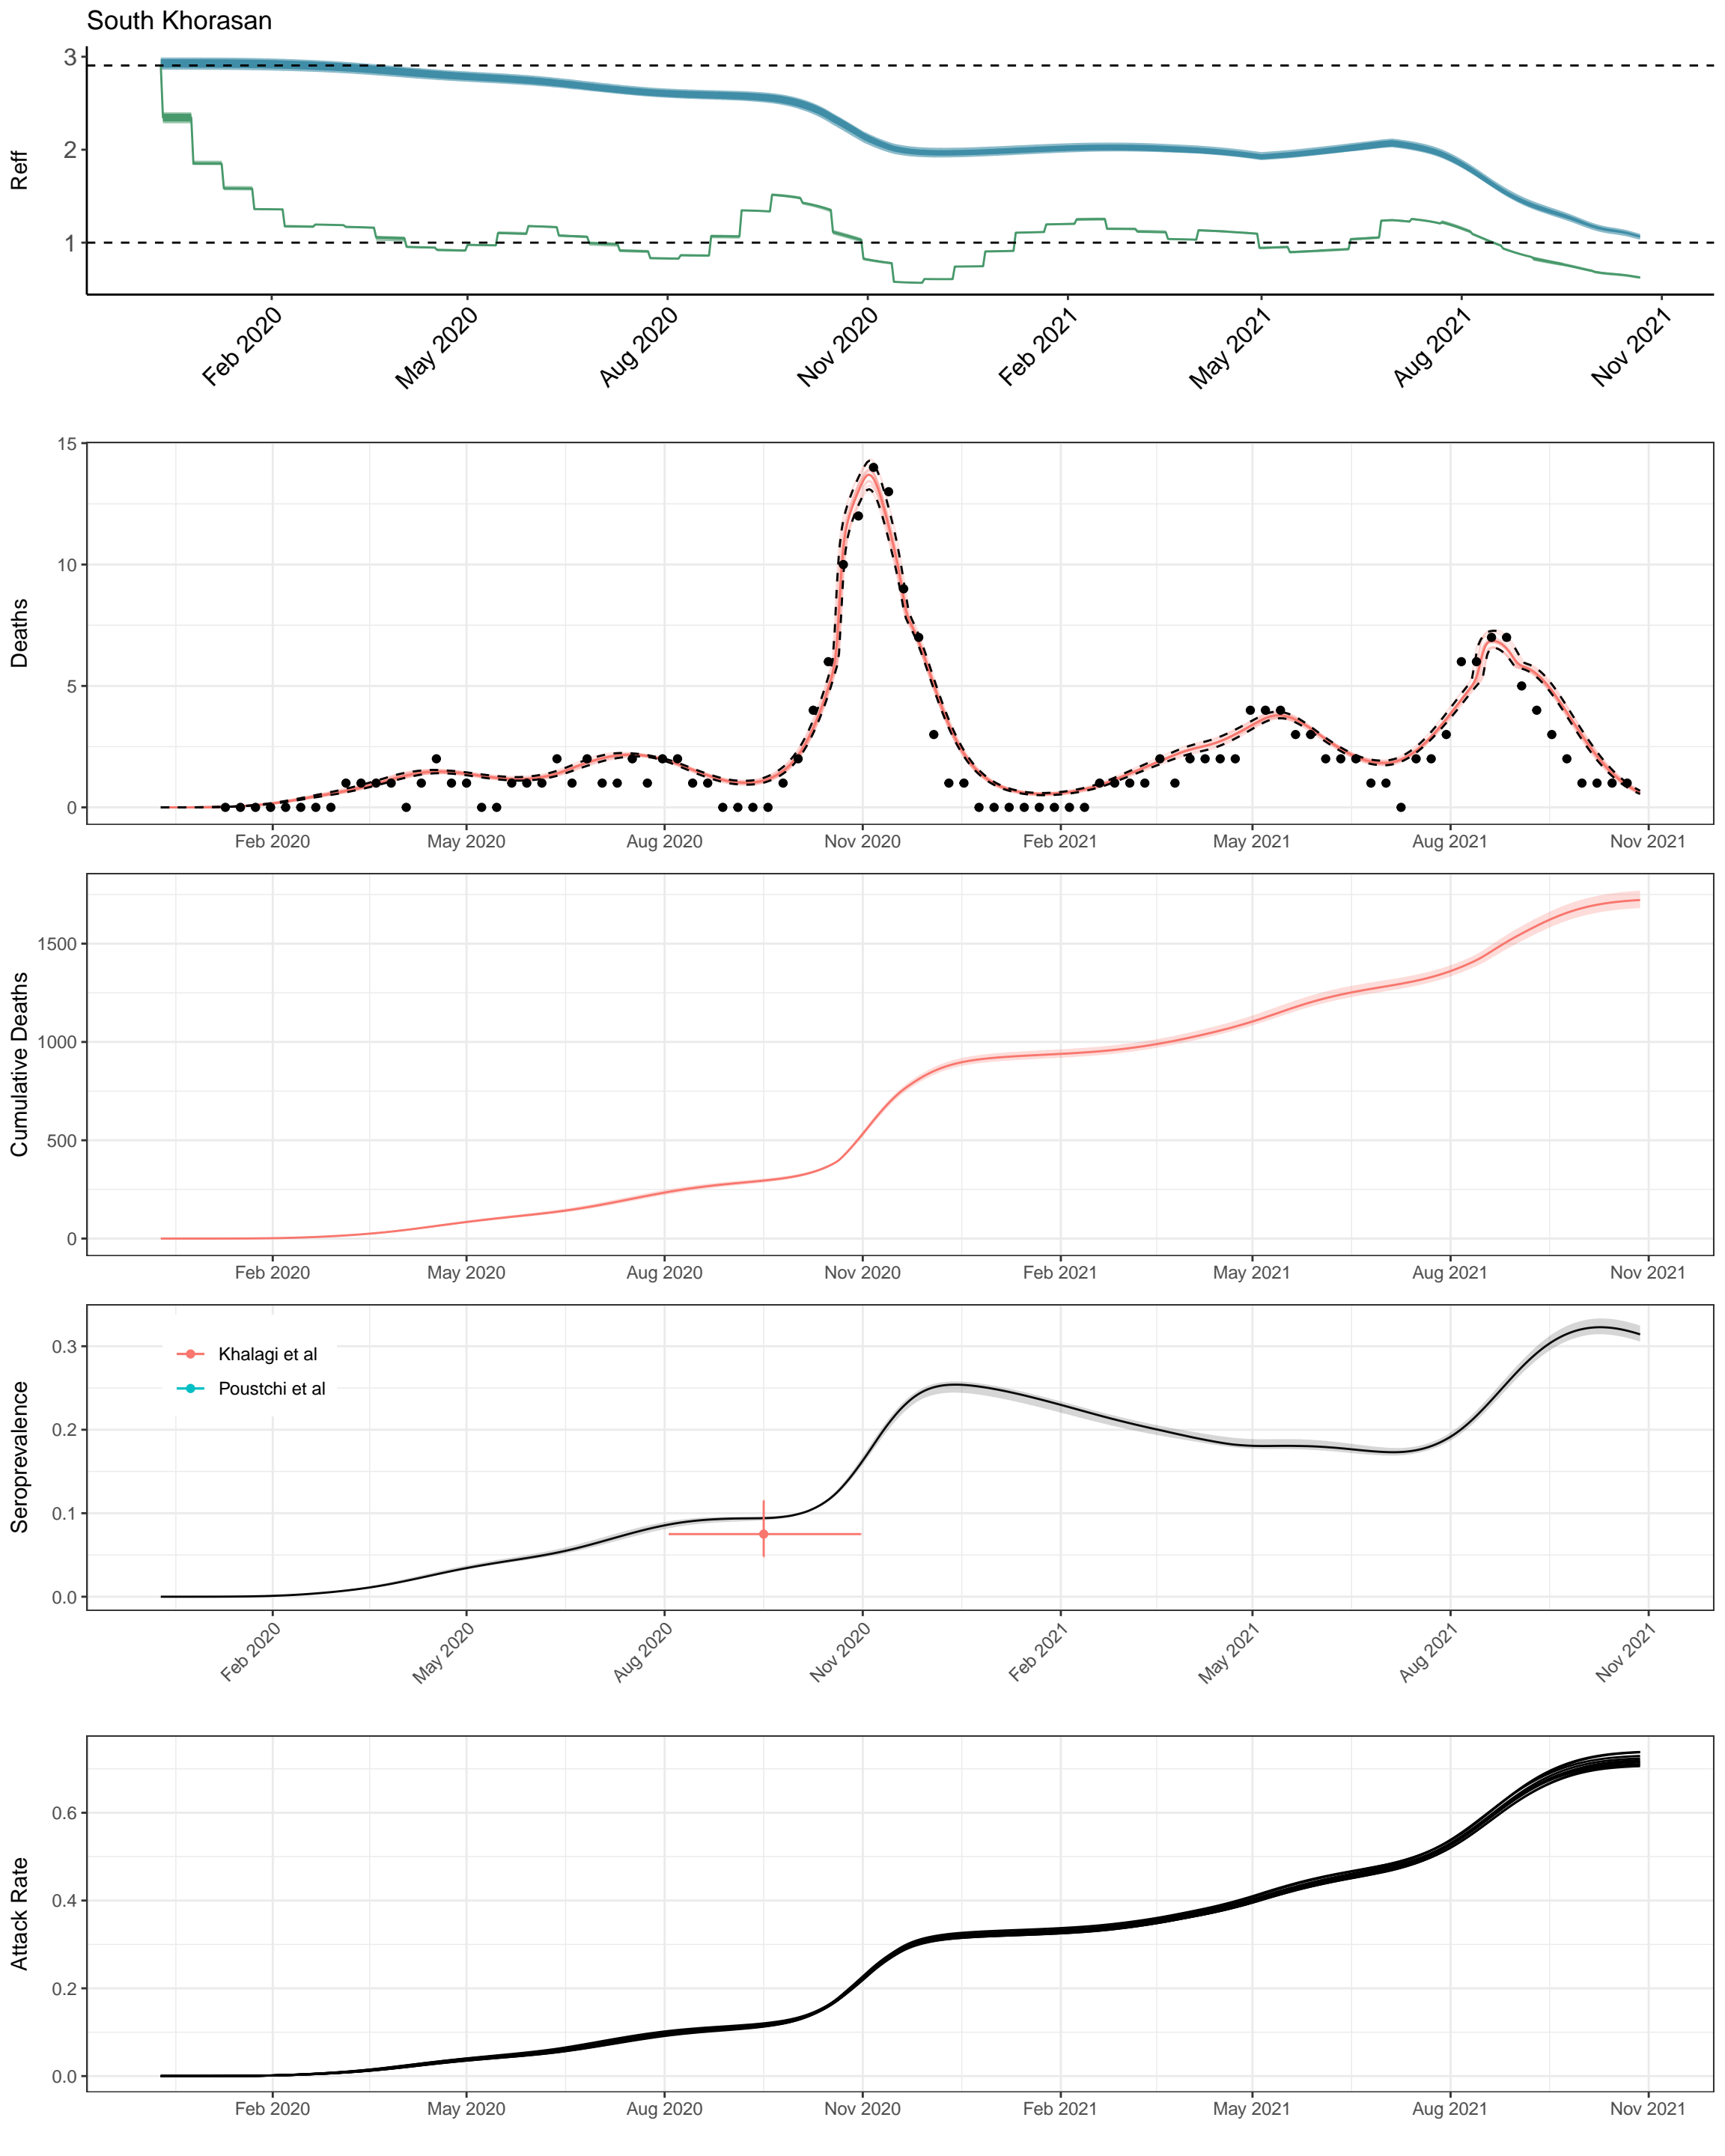 South Khorasan
Reff
3
2
1
Feb 2020 May 2020 Aug 2020 Nov 2020 Feb 2021 May 2021 Aug 2021 Nov 2021
Deaths
15
10
5
0
Feb 2020 May 2020 Aug 2020 Nov 2020 Feb 2021 May 2021 Aug 2021 Nov 2021
Cumulative Deaths
1500
1000
500
0
Feb 2020 May 2020 Aug 2020 Nov 2020 Feb 2021 May 2021 Aug 2021 Nov 2021
Seroprevalence
0.3
0.2
0.1
0.0
Khalagi et al
Poustchi et al
Feb 2020 May 2020 Aug 2020 Nov 2020 Feb 2021 May 2021 Aug 2021 Nov 2021
Attack Rate
0.6
0.4
0.2
0.0
Feb 2020 May 2020 Aug 2020 Nov 2020 Feb 2021 May 2021 Aug 2021 Nov 2021